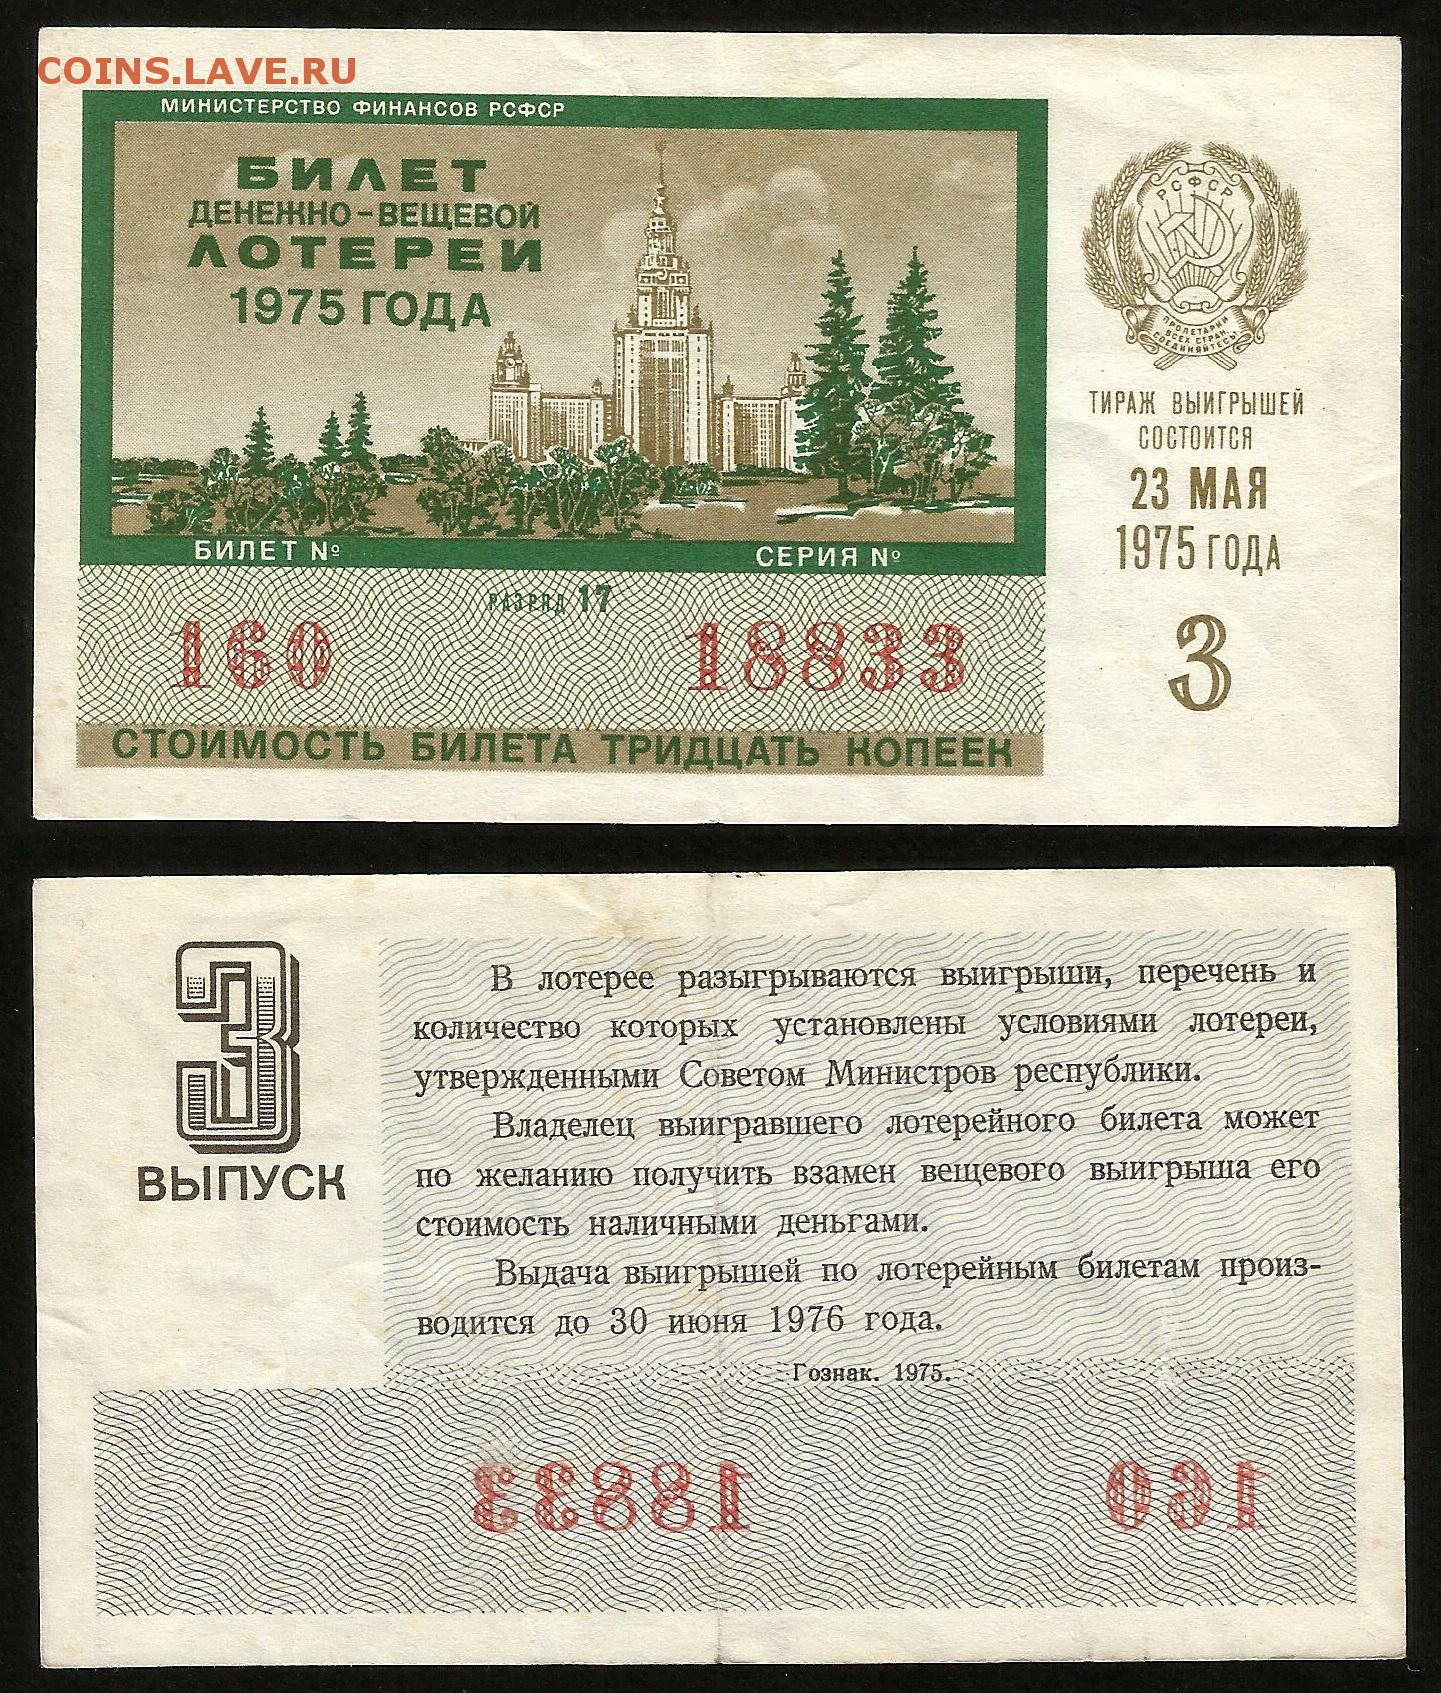 COINS.LAVE.RU
МИНИСТЕРСТВО ФИНАНСОВ РСФСР
БИЛЕТ
ДЕНЕЖНО-ВЕЩЕВОЙ
ЛОТЕРЕИ
1975 ГОДА
БИЛЕТ № СЕРИЯ №
РАЗРЯД 17
160 18833
СТОИМОСТЬ БИЛЕТА ТРИДЦАТЬ КОПЕЕК
РСФСР
ПРОЛЕТАРИИ
ВСЕХ СТРАН,
СОЕДИНЯЙТЕСЬ!
ТИРАЖ ВЫИГРЫШЕЙ
СОСТОИТСЯ
23 МАЯ
1975 ГОДА
3
3
ВЫПУСК
В лотерее разыгрываются выигрыши, перечень и
количество которых установлены условиями лотереи,
утвержденными Советом Министров республики.
Владелец выигравшего лотерейного билета может
по желанию получить взамен вещевого выигрыша его
стоимость наличными деньгами.
Выдача выигрышей по лотерейным билетам произ-
водится до 30 июня 1976 года.
Гознак. 1975.
18833 160